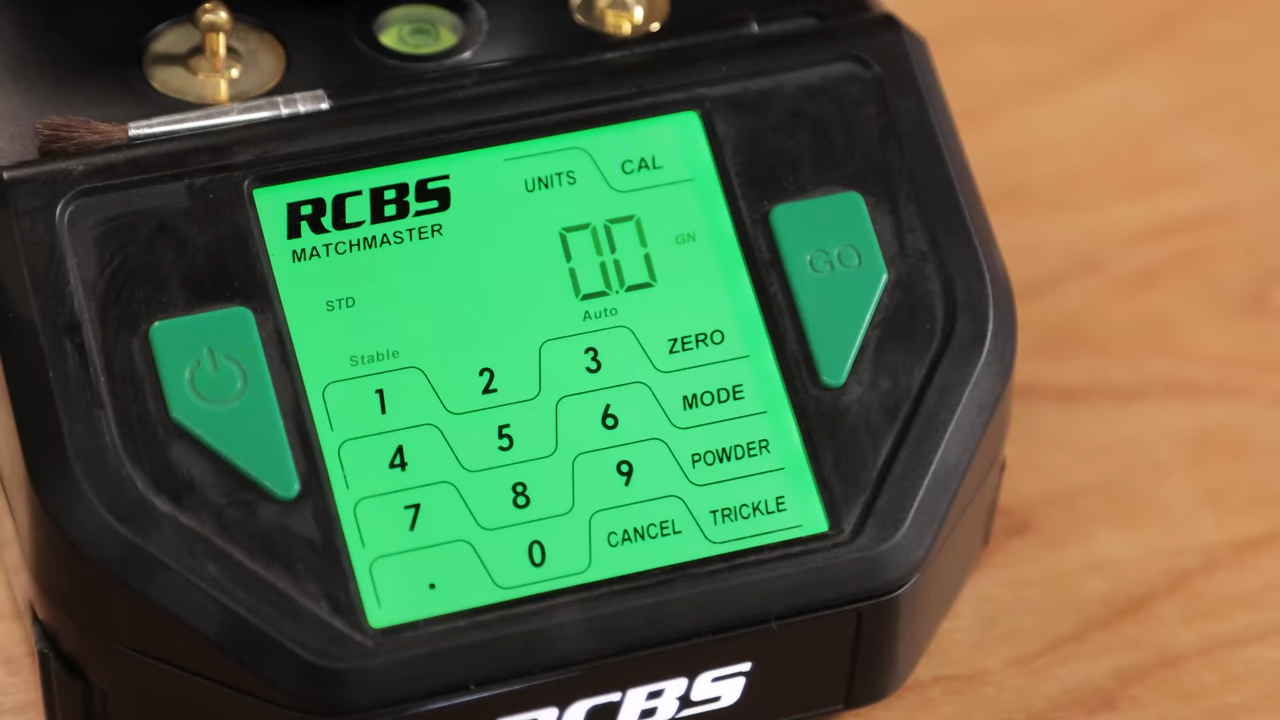 UNITS CAL
RCBS
MATCHMASTER
0.0 GN
STD
Auto
Stable
1 2 3 ZERO
4 5 6 MODE
7 8 9 POWDER
. 0 CANCEL TRICKLE
GO
RCBS